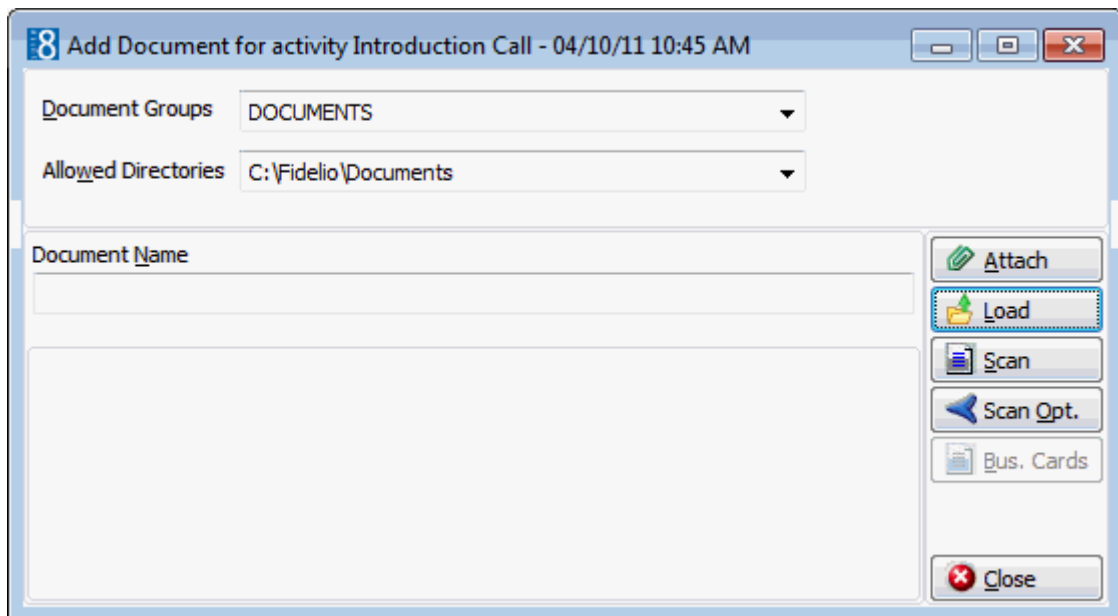 8 Add Document for activity Introduction Call - 04/10/11 10:45 AM
Document Groups DOCUMENTS
Allowed Directories C:\Fidelio\Documents
Document Name
Attach
Load
Scan
Scan Opt.
Bus. Cards
Close